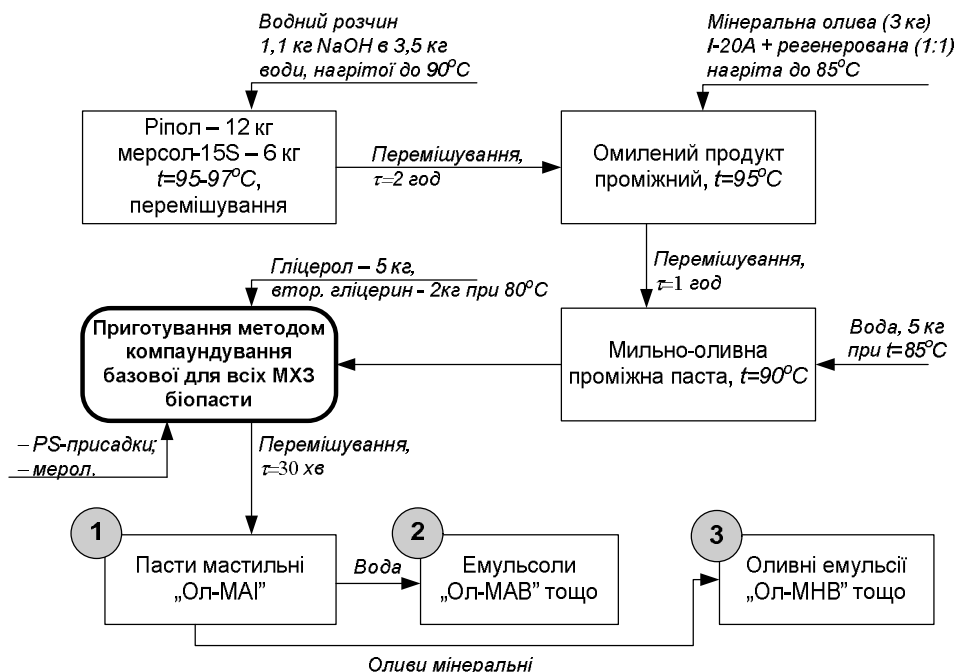 Водний розчин
1,1 кг NaOH в 3,5 кг
води, нагрітої до 90°С
Мінеральна олива (3 кг)
І-20А + регенерована (1:1)
нагріта до 85°С
Ріпол – 12 кг
мерсол-15S – 6 кг
t=95-97°С,
перемішування
Перемішування,
τ=2 год
Омилений продукт
проміжний, t=95°С
Перемішування,
τ=1 год
Гліцерол – 5 кг,
втор. гліцерин - 2кг при 80°С
Приготування методом
компаундування
базової для всіх МХЗ
біопасти
Мильно-оливна
проміжна паста, t=90°С
Вода, 5 кг
при t=85°С
– PS-присадки;
– мерол.
Перемішування,
τ=30 хв
1
Пасти мастильні
„Ол-МАІ”
Вода
2
Емульсоли
„Ол-МАВ” тощо
3
Оливні емульсії
„Ол-МНВ” тощо
Оливи мінеральні